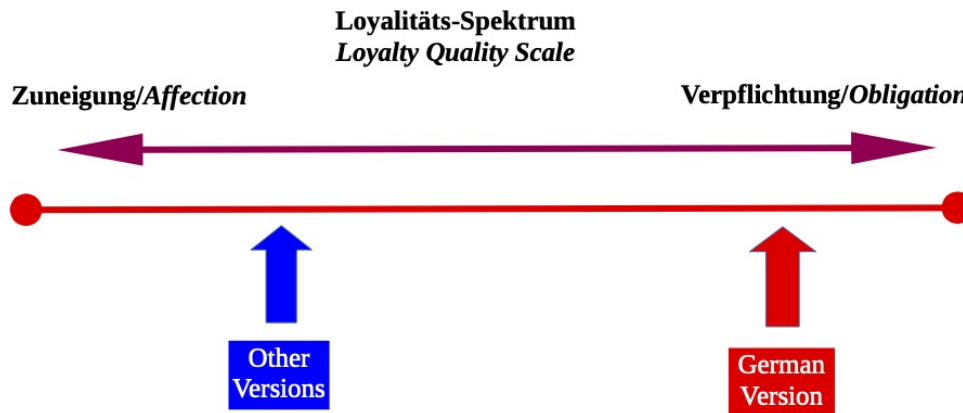 Loyalitäts-Spektrum
Loyalty Quality Scale
Zuneigung/Affection
Verpflichtung/Obligation
Other
Versions
German
Version